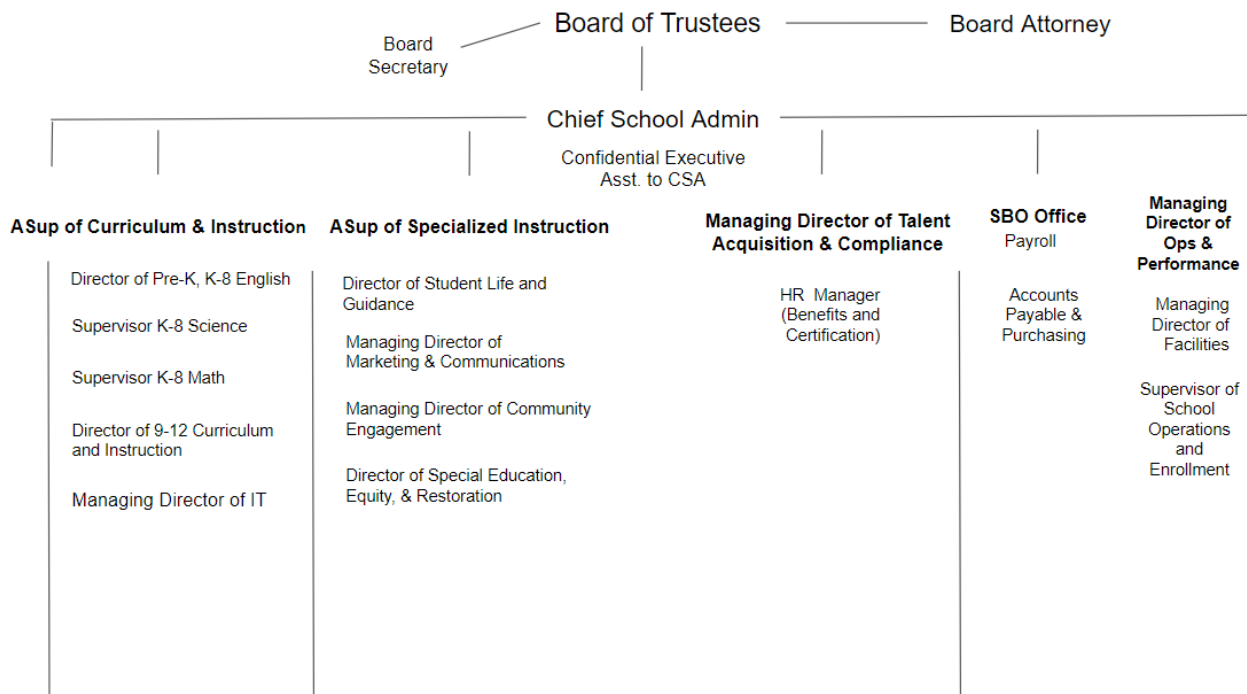 Board of Trustees
Board Attorney
Board
Secretary
Chief School Admin
Confidential Executive
Asst. to CSA
ASup of Curriculum & Instruction
Director of Pre-K, K-8 English
Supervisor K-8 Science
Supervisor K-8 Math
Director of 9-12 Curriculum
and Instruction
Managing Director of IT
ASup of Specialized Instruction
Director of Student Life and
Guidance
Managing Director of
Marketing & Communications
Managing Director of Community
Engagement
Director of Special Education,
Equity, & Restoration
Managing Director of Talent
Acquisition & Compliance
HR Manager
(Benefits and
Certification)
SBO Office
Payroll
Accounts
Payable &
Purchasing
Managing
Director of
Ops &
Performance
Managing
Director of
Facilities
Supervisor of
School
Operations
and
Enrollment